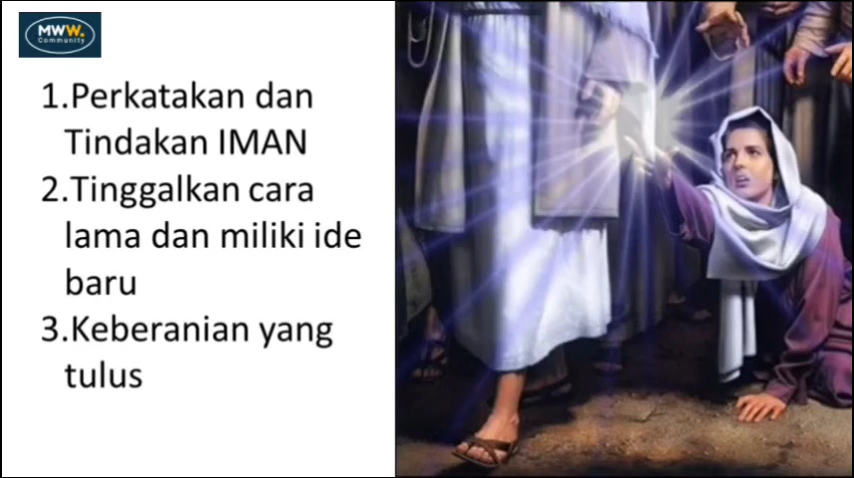 MWW.
Community
1.Perkatakan dan
Tindakan IMAN
2.Tinggalkan cara
lama dan miliki ide
baru
3.Keberanian yang
tulus